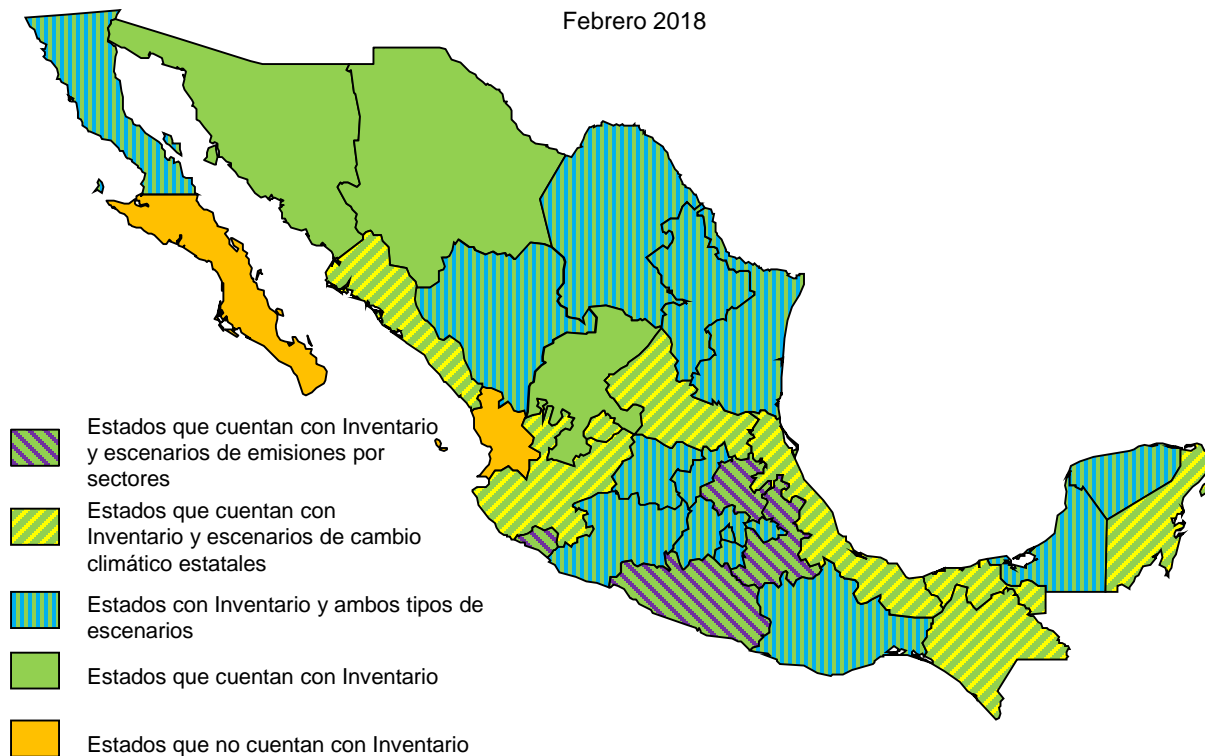 Febrero 2018
Estados que cuentan con Inventario
y escenarios de emisiones por
sectores
Estados que cuentan con
Inventario y escenarios de cambio
climático estatales
Estados con Inventario y ambos tipos de
escenarios
Estados que cuentan con Inventario
Estados que no cuentan con Inventario